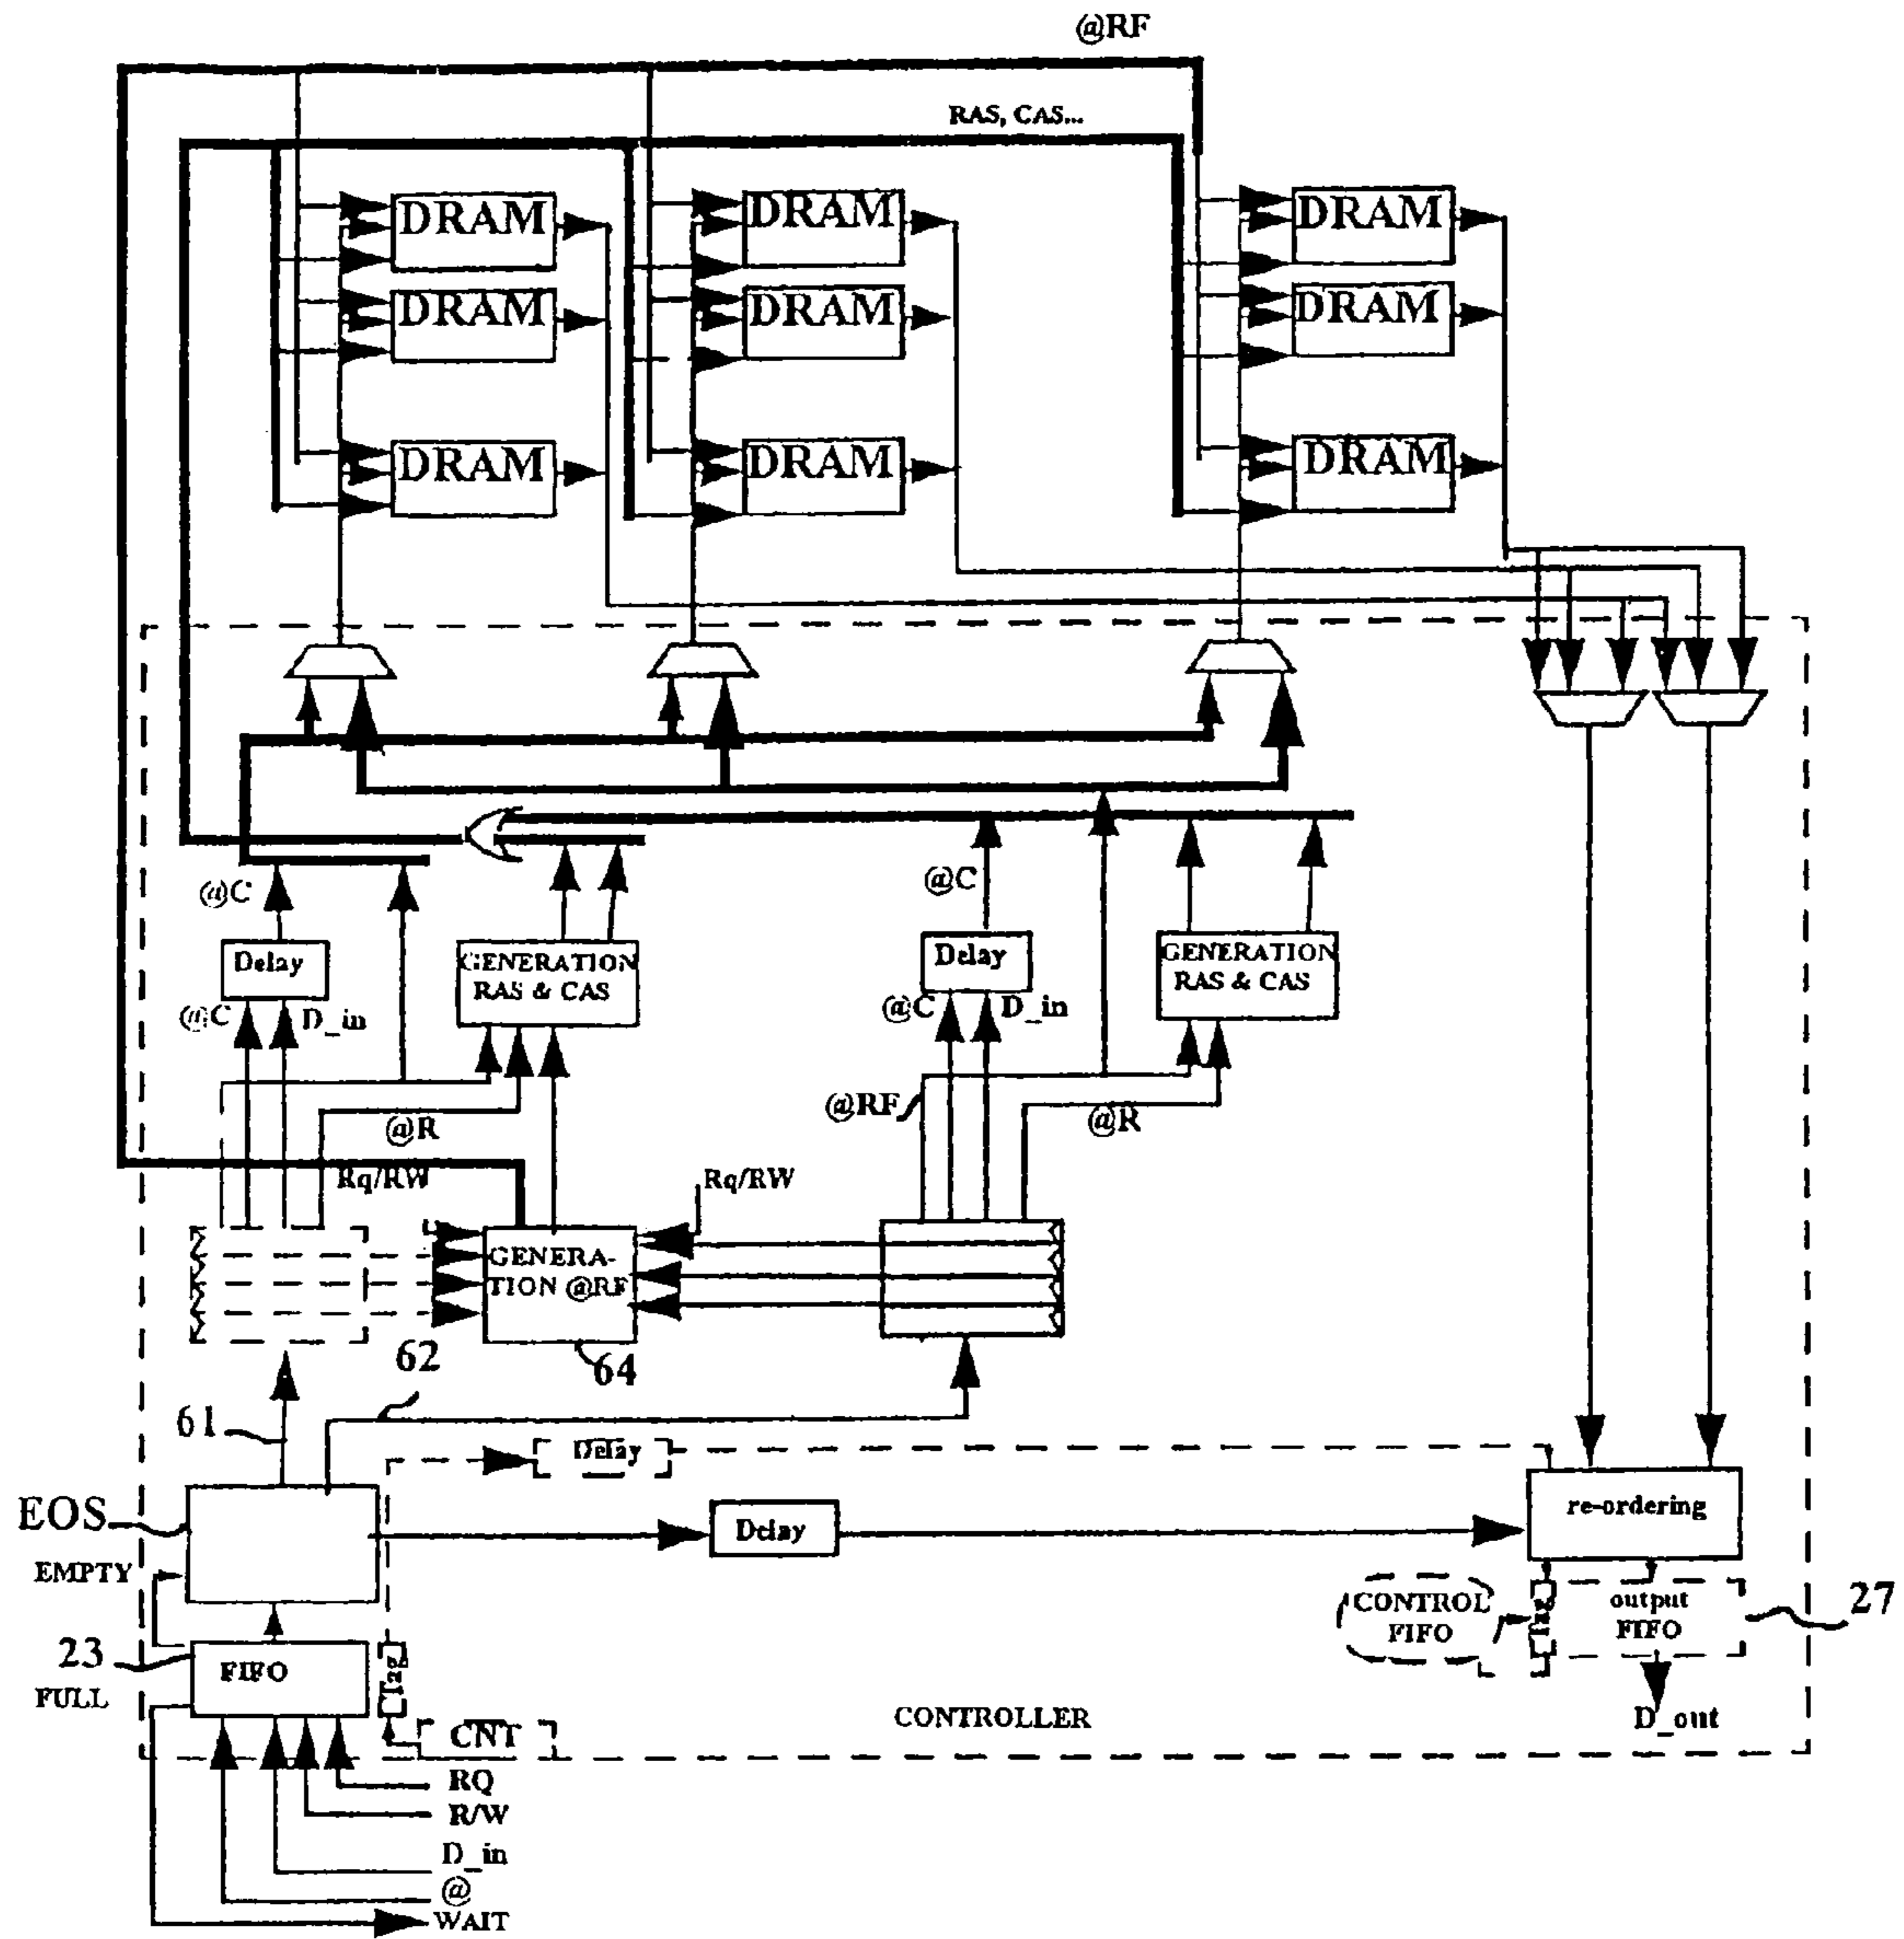 @RF
RAS, CAS...
DRAM DRAM DRAM
DRAM DRAM DRAM
DRAM DRAM DRAM
@C
@C
Delay
GENERATION
RAS & CAS
Delay
GENERATION
RAS & CAS
@C D_in
@C D_in
@RF
@R
@R
Rq/RW
Rq/RW
GENERA-
TION @RF
62
64
61
Delay
EOS
Delay
re-ordering
EMPTY
CONTROL
FIFO
Tag
output
FIFO
27
23
FIFO
Tag
FULL
CONTROLLER
D_out
CNT
RQ
R/W
D_in
@
WAIT